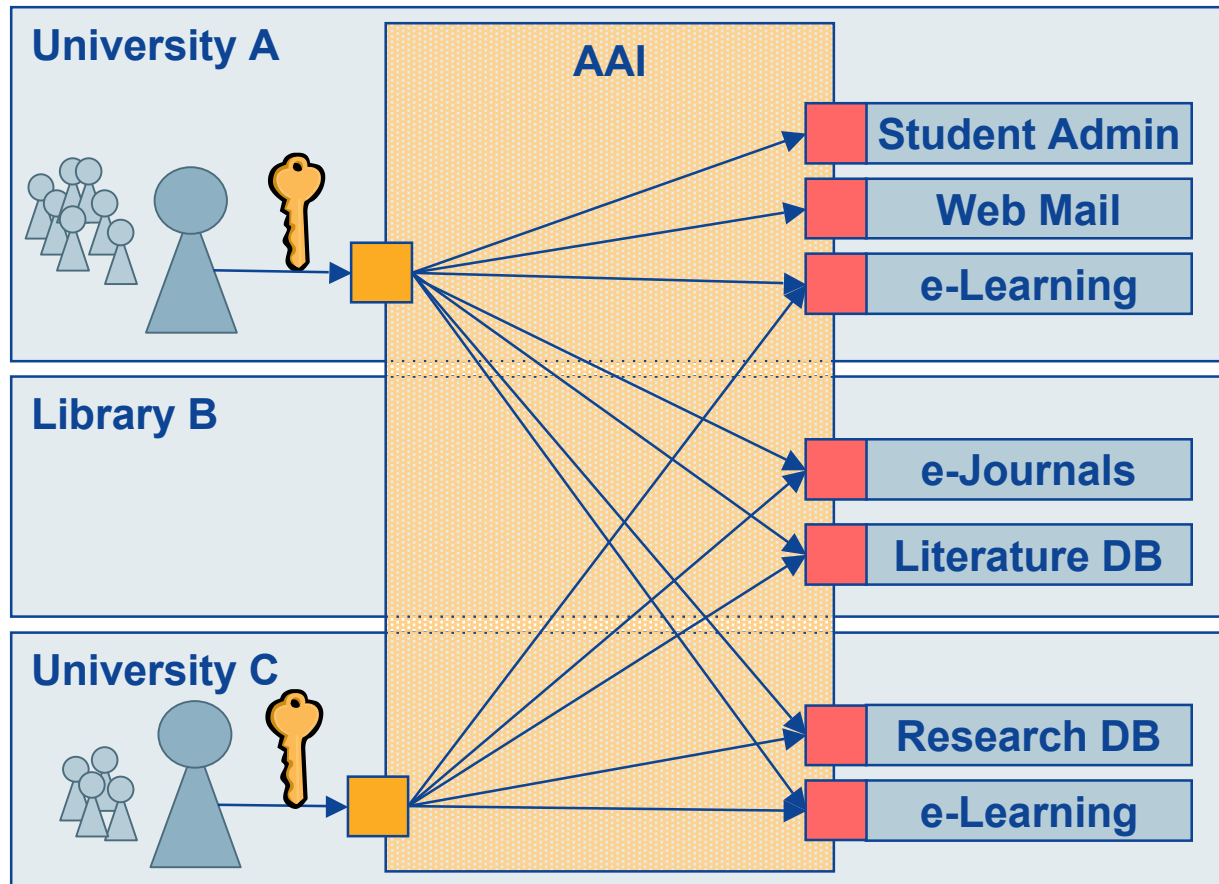 University A
AAI
Student Admin
Web Mail
e-Learning
Library B
e-Journals
Literature DB
University C
Research DB
e-Learning